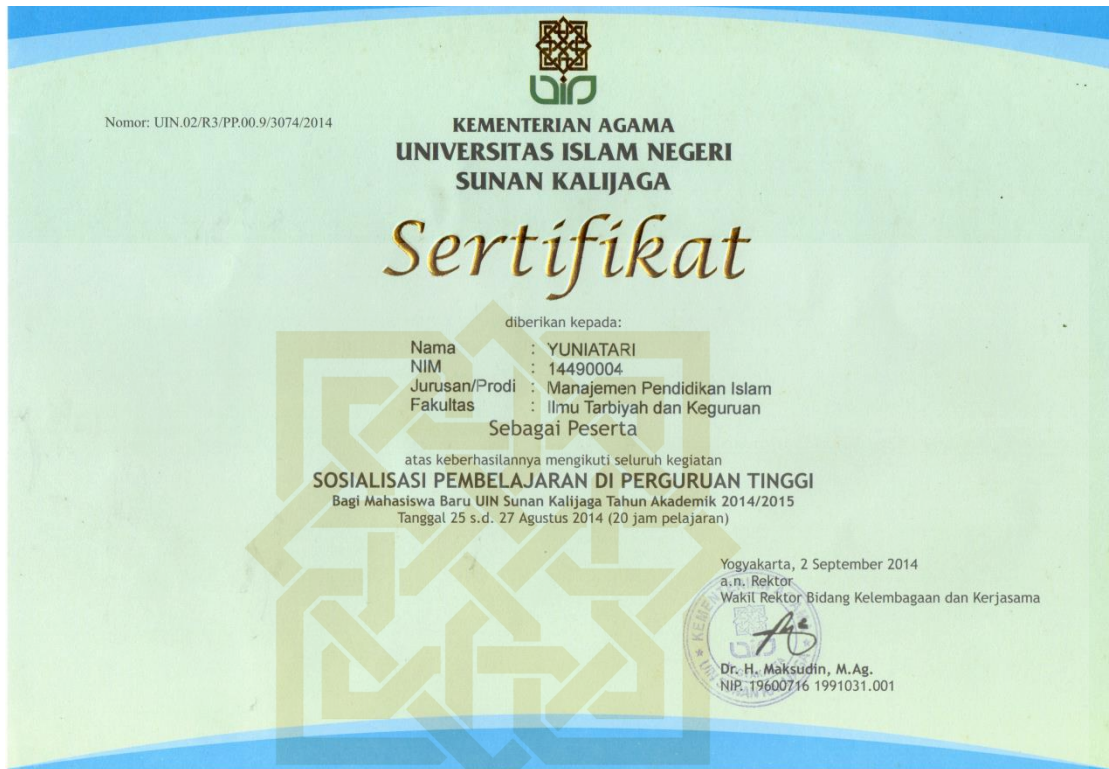 uin
Nomor: UIN.02/R3/PP.00.9/3074/2014
KEMENTERIAN AGAMA
UNIVERSITAS ISLAM NEGERI
SUNAN KALIJAGA
Sertifikat
diberikan kepada:
Nama : YUNIATARI
NIM : 14490004
Jurusan/Prodi : Manajemen Pendidikan Islam
Fakultas : Ilmu Tarbiyah dan Keguruan
Sebagai Peserta
atas keberhasilannya mengikuti seluruh kegiatan
SOSIALISASI PEMBELAJARAN DI PERGURUAN TINGGI
Bagi Mahasiswa Baru UIN Sunan Kalijaga Tahun Akademik 2014/2015
Tanggal 25 s.d. 27 Agustus 2014 (20 jam pelajaran)
Yogyakarta, 2 September 2014
a.n. Rektor
Wakil Rektor Bidang Kelembagaan dan Kerjasama
Dr. H. Maksudin, M.Ag.
NIP. 19600716 1991031.001